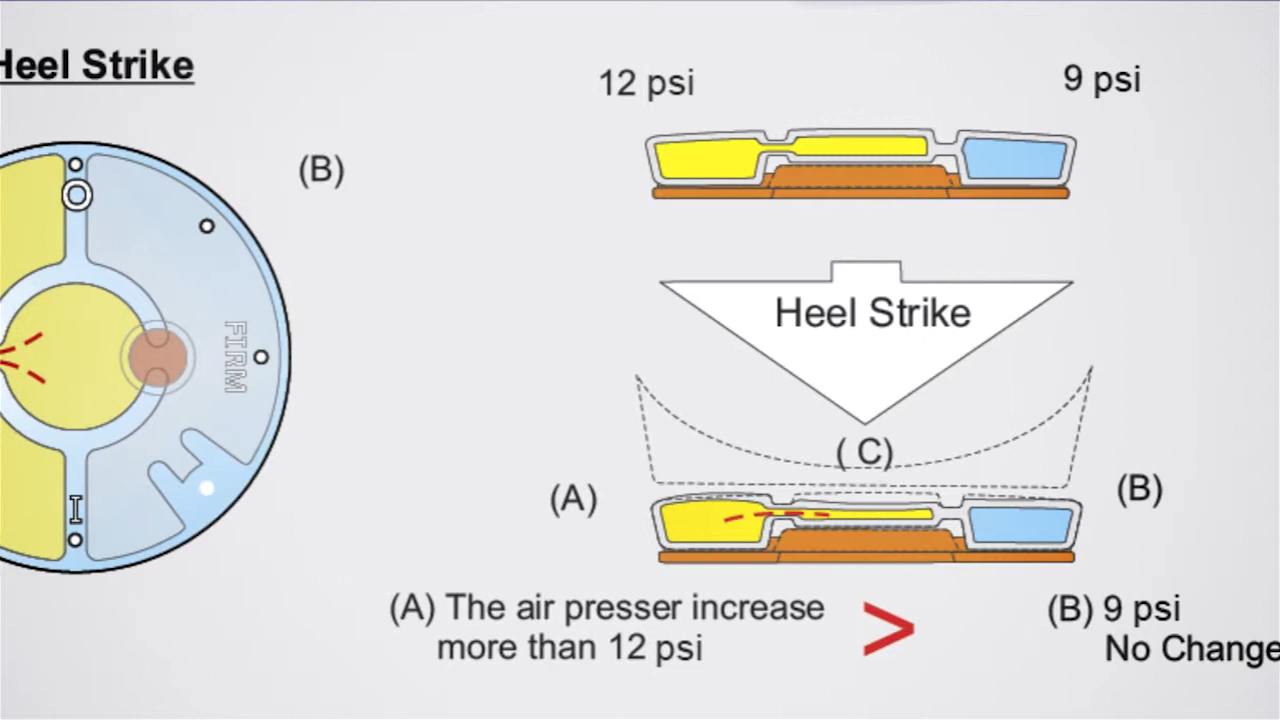 Heel Strike
12 psi
9 psi
(B)
Heel Strike
FIRM
( C)
(A)
(B)
(A) The air presser increase
more than 12 psi
>
(B) 9 psi
No Change